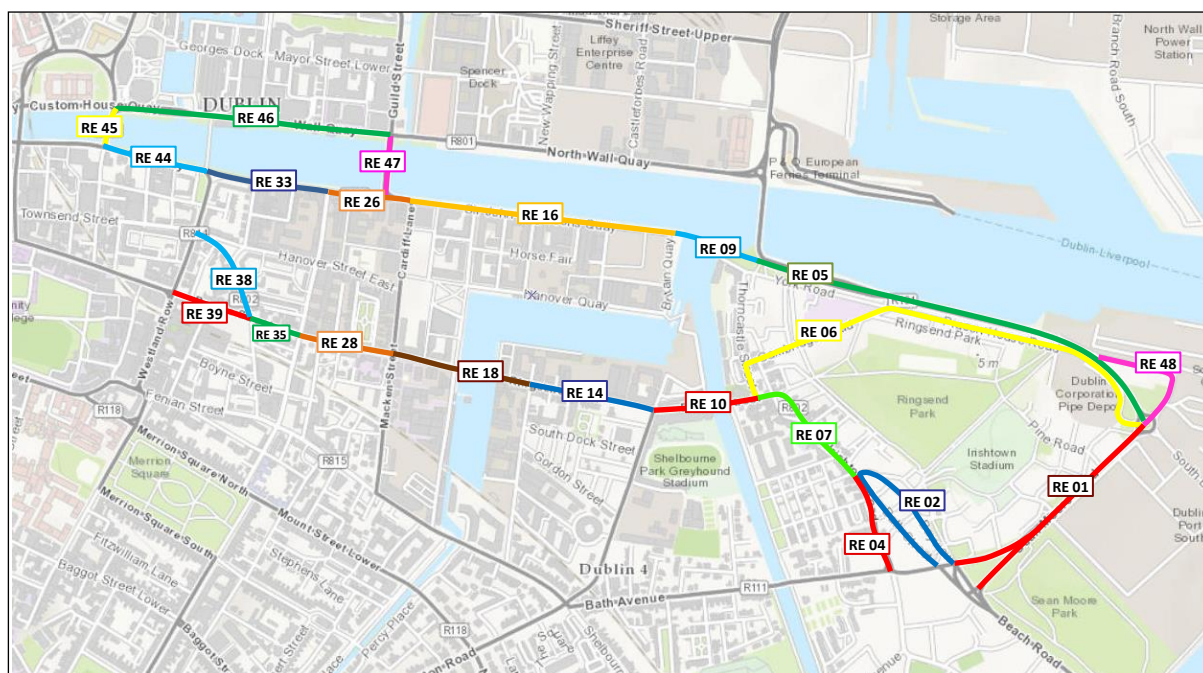 Sheriff Street Upper
Storage Area
North Wall
Power
Station
Branch Road South
Georges Dock
Mayor Street Lower
Guild Street
Liffey
Enterprise
Centre
Spencer
Dock
New Wapping Street
Castleforbes Road
Custom House Quay
DUBLIN
RE 45
RE 46
Wall Quay
R801
North Wall Quay
RE 47
P & O European
Ferries Terminal
RE 44
RE 33
RE 26
RE 16
Townsend Street
Cardiff Lane
Horse Fair
RE 09
Dublin-Liverpool
Hanover Street East
Hanover Quay
Britain Quay
RE 05
York Road
RE 38
RE 39
RE 35
RE 28
Thorncastle
RE 06
Ringsend Park
5 m
RE 48
Dublin
Corporation
Pipe Depot
Westland Row
Boyne Street
Fenian Street
R118
Macken Street
RE 18
RE 14
RE 10
R802
RE 07
Ringsend
Park
Pine Road
Merrion Square North
Merrion
Square
R815
South Dock Street
Gordon Street
Shelbourne
Park Greyhound
Stadium
Irishtown
Stadium
RE 01
RE 02
RE 04
Merrion Square South
Mount Street Lower
Fitzwilliam Lane
Baggot Street Lower
Stephens Lane
Percy Place
Dublin 4
R111
Bath Avenue
R118
Sean Moore
Park
Beach Road